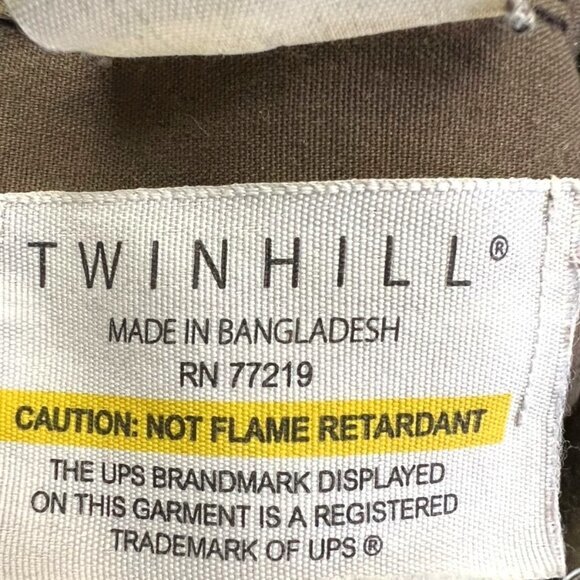 TWINHILL®
MADE IN BANGLADESH
RN 77219
CAUTION: NOT FLAME RETARDANT
THE UPS BRANDMARK DISPLAYED
ON THIS GARMENT IS A REGISTERED
TRADEMARK OF UPS ®